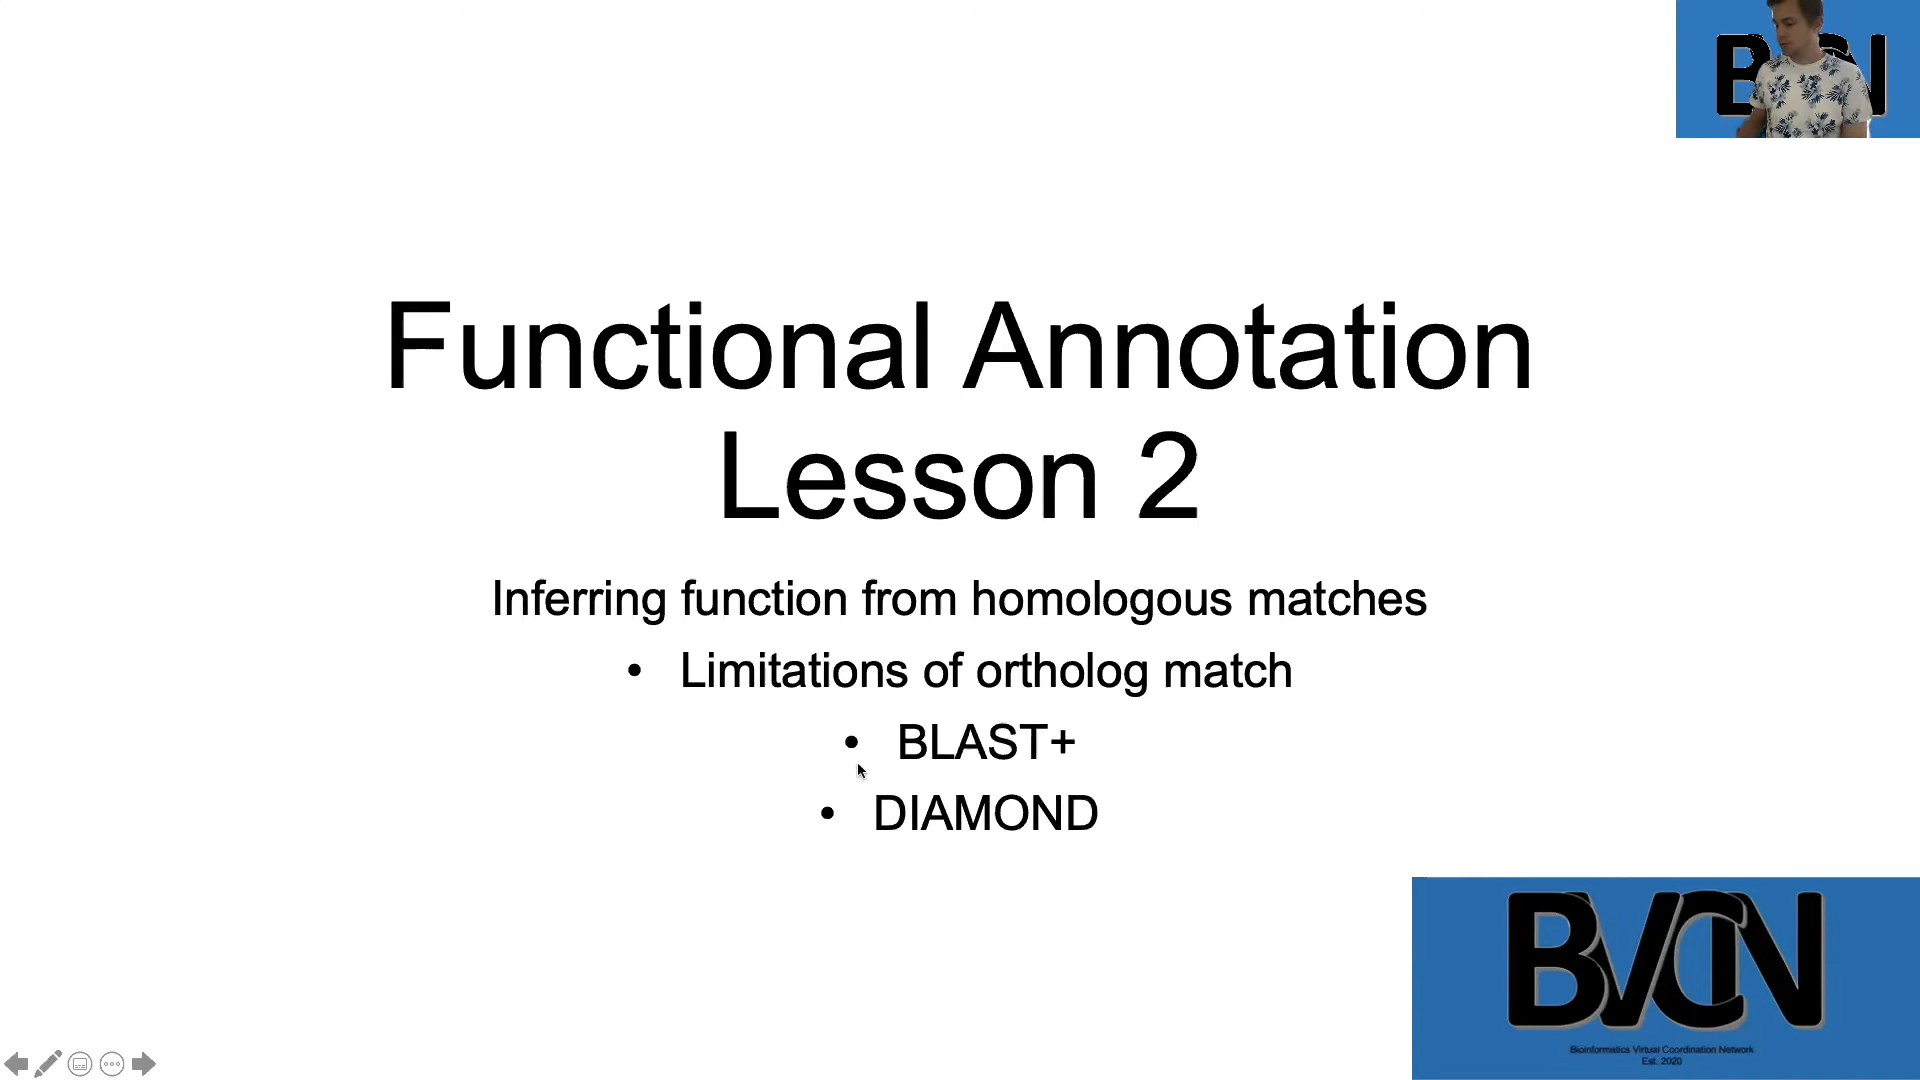 BVCN
Functional Annotation
Lesson 2
Inferring function from homologous matches
• Limitations of ortholog match
• BLAST+
• DIAMOND
BVCN
Bioinformatics Virtual Coordination Network
Est. 2020